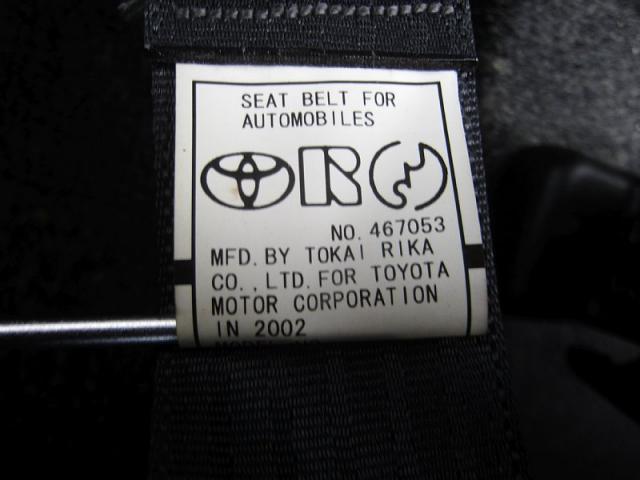 SEAT BELT FOR
AUTOMOBILES
NO. 467053
MFD. BY TOKAI RIKA
CO., LTD. FOR TOYOTA
MOTOR CORPORATION
IN 2002